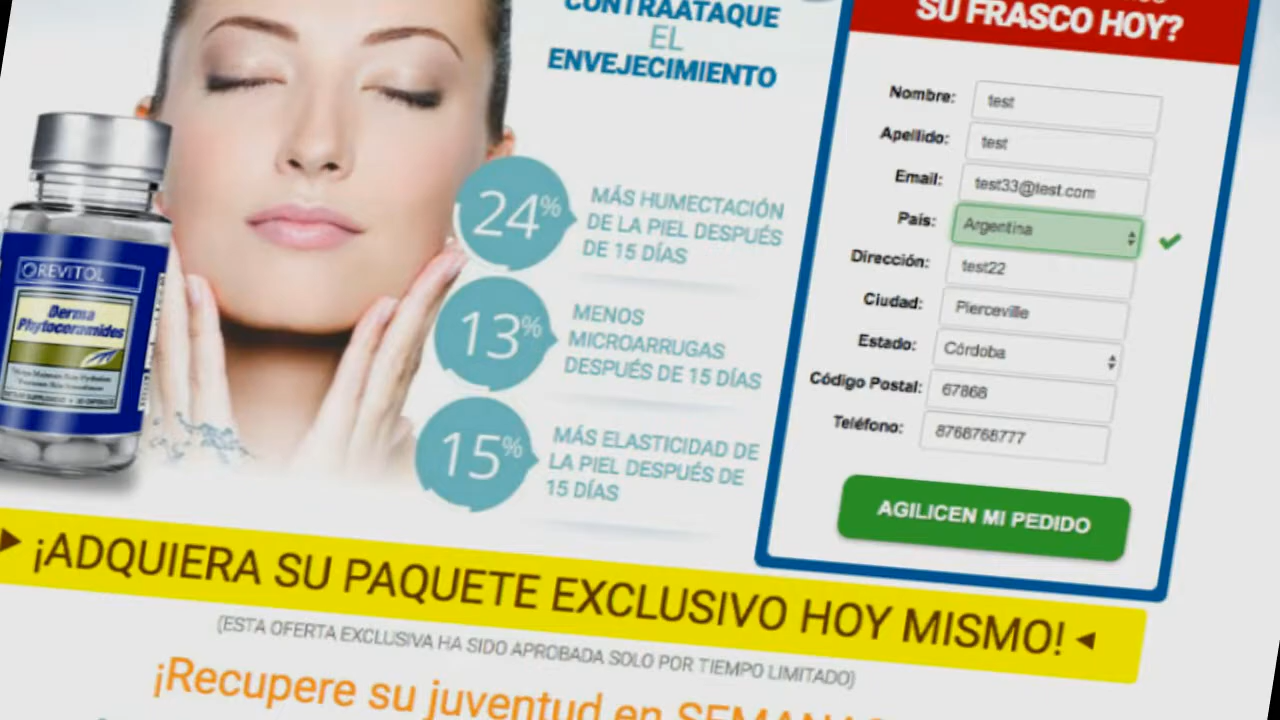 CONTRAATAQUE
EL
ENVEJECIMIENTO
24%
MÁS HUMECTACIÓN
DE LA PIEL DESPUÉS
DE 15 DÍAS
13%
MENOS
MICROARRUGAS
DESPUÉS DE 15 DÍAS
15%
MÁS ELASTICIDAD DE
LA PIEL DESPUÉS DE
15 DÍAS
REVITOL
Derma
Phytoceramides
SU FRASCO HOY?
Nombre: test
Apellido: test
Email: test33@test.com
País: Argentina
Dirección: test22
Ciudad: Pierceville
Estado: Córdoba
Código Postal: 67868
Teléfono: 8768768777
AGILICEN MI PEDIDO
¡ADQUIERA SU PAQUETE EXCLUSIVO HOY MISMO!
(ESTA OFERTA EXCLUSIVA HA SIDO APROBADA SOLO POR TIEMPO LIMITADO)
¡Recupere su juventud en